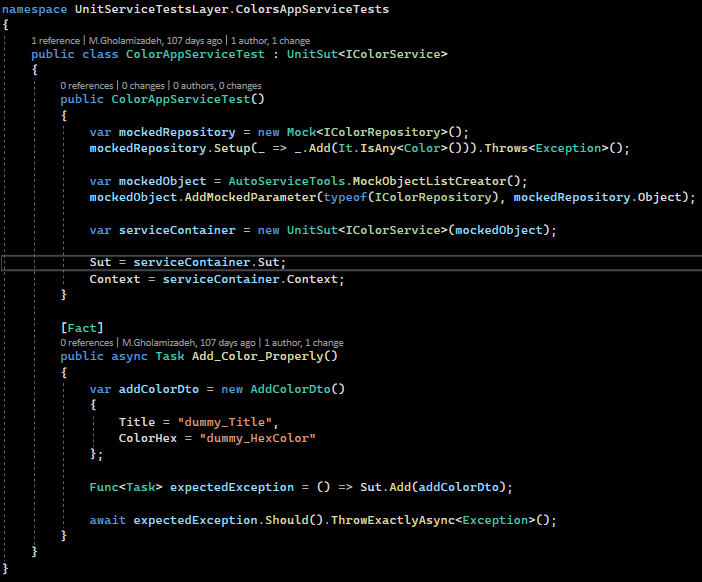 namespace UnitServiceTestsLayer.ColorsAppServiceTests
{
1 reference | M.Gholamizadeh, 107 days ago | 1 author, 1 change
public class ColorAppServiceTest : UnitSut<IColorService>
{
0 references | 0 changes | 0 authors, 0 changes
public ColorAppServiceTest()
{
var mockedRepository = new Mock<IColorRepository>();
mockedRepository.Setup(_ => _.Add(It.IsAny<Color>())).Throws<Exception>();
var mockedObject = AutoServiceTools.MockObjectListCreator();
mockedObject.AddMockedParameter(typeof(IColorRepository), mockedRepository.Object);
var serviceContainer = new UnitSut<IColorService>(mockedObject);
Sut = serviceContainer.Sut;
Context = serviceContainer.Context;
}
[Fact]
0 references | M.Gholamizadeh, 107 days ago | 1 author, 1 change
public async Task Add_Color_Properly()
{
var addColorDto = new AddColorDto()
{
Title = "dummy_Title",
ColorHex = "dummy_HexColor"
};
Func<Task> expectedException = () => Sut.Add(addColorDto);
await expectedException.Should().ThrowExactlyAsync<Exception>();
}
}
}